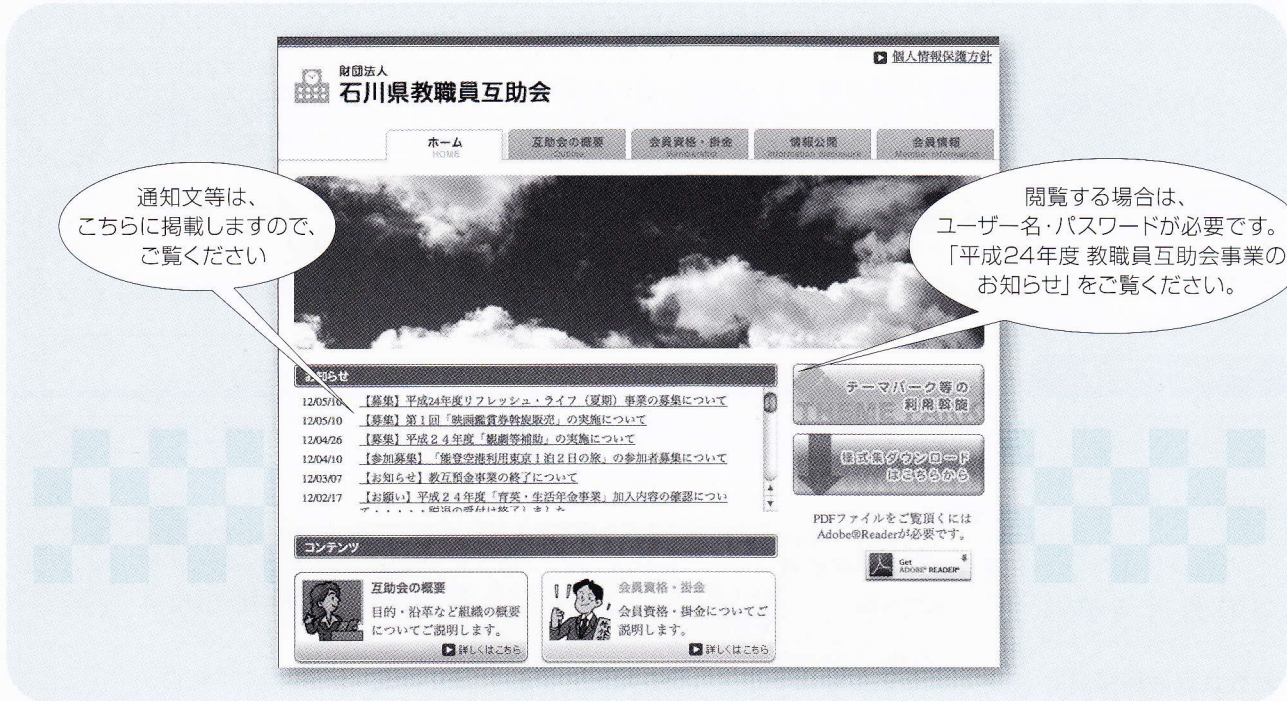 個人情報保護方針
財団法人
石川県教職員互助会
ホーム
HOME
互助会の概要
Outline
会員資格・掛金
Membership
情報公開
Information Disclosure
会員情報
Member Information
通知文等は、
こちらに掲載しますので、
ご覧ください
閲覧する場合は、
ユーザー名・パスワードが必要です。
「平成24年度 教職員互助会事業の
お知らせ」をご覧ください。
お知らせ
12/05/10 【募集】平成24年度リフレッシュ・ライフ（夏期）事業の募集について
12/05/10 【募集】第1回「映画鑑賞券斡旋販売」の実施について
12/04/26 【募集】平成２４年度「観劇等補助」の実施について
12/04/10 【参加募集】「能登空港利用東京１泊２日の旅」の参加者募集について
12/03/07 【お知らせ】教互預金事業の終了について
12/02/17 【お願い】平成２４年度「育英・生活年金事業」加入内容の確認につい
て・・・・・脱退の受付は終了しました
テーマパーク等の
利用斡旋
THEME PARK
様式集ダウンロード
はこちらから
PDFファイルをご覧頂くには
Adobe®Readerが必要です。
Get
ADOBE® READER®
コンテンツ
互助会の概要
目的・沿革など組織の概要
についてご説明します。
詳しくはこちら
会員資格・掛金
会員資格・掛金についてご
説明します。
詳しくはこちら